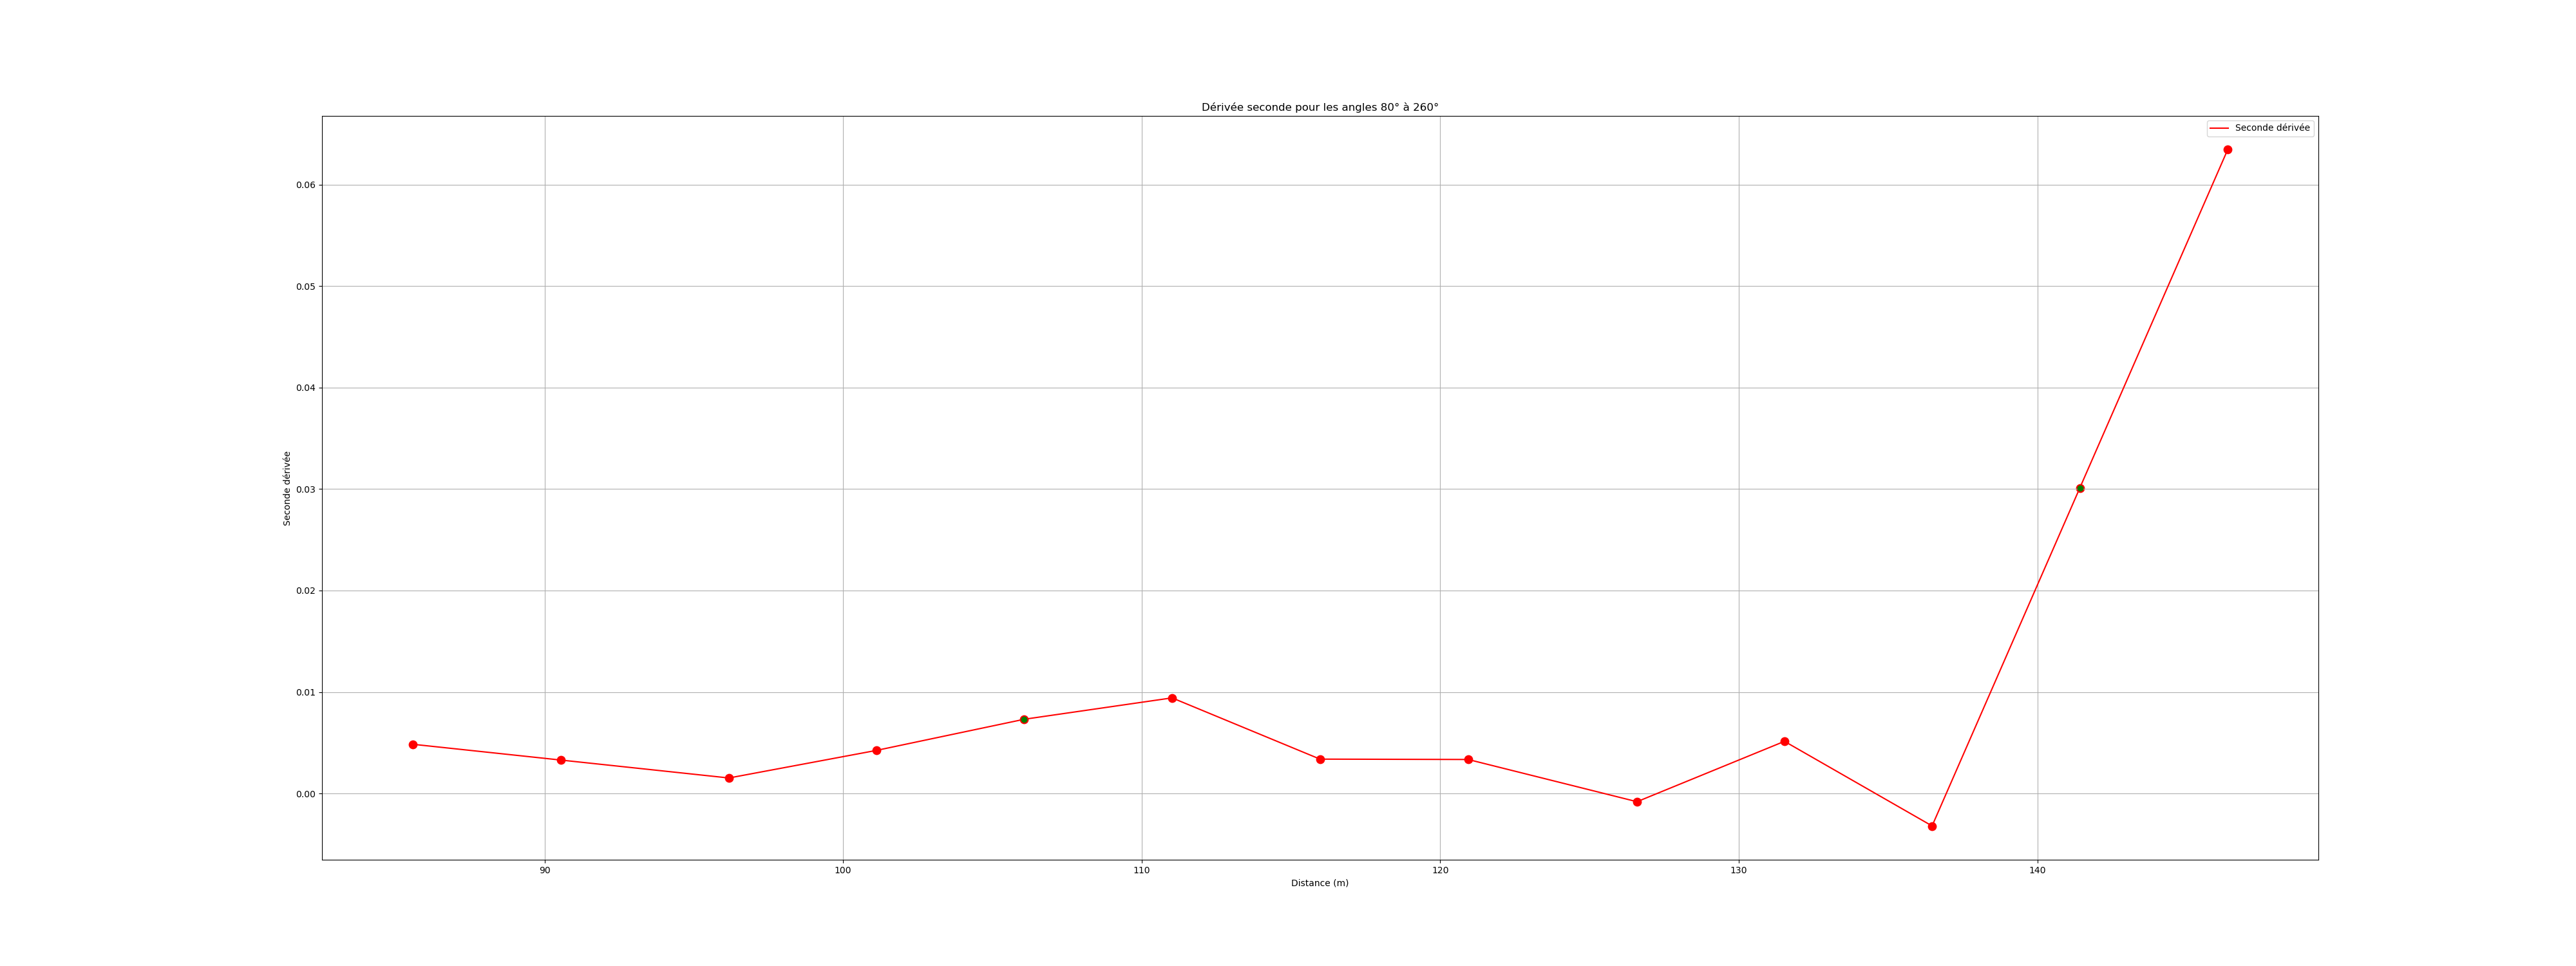 Dérivée seconde pour les angles 80° à 260°
Seconde dérivée
0.06
0.05
0.04
0.03
0.02
0.01
0.00
Seconde dérivée
90 100 110 120 130 140
Distance (m)